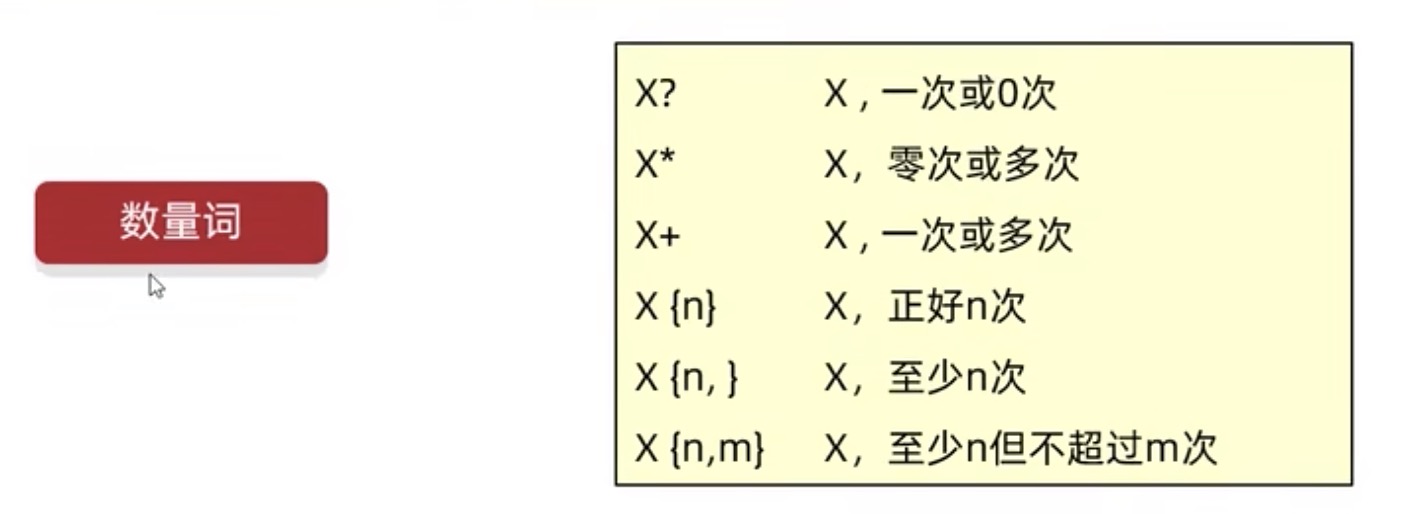 数量词
X? X , 一次或0次
X* X，零次或多次
X+ X , 一次或多次
X {n} X，正好n次
X {n, } X，至少n次
X {n,m} X，至少n但不超过m次